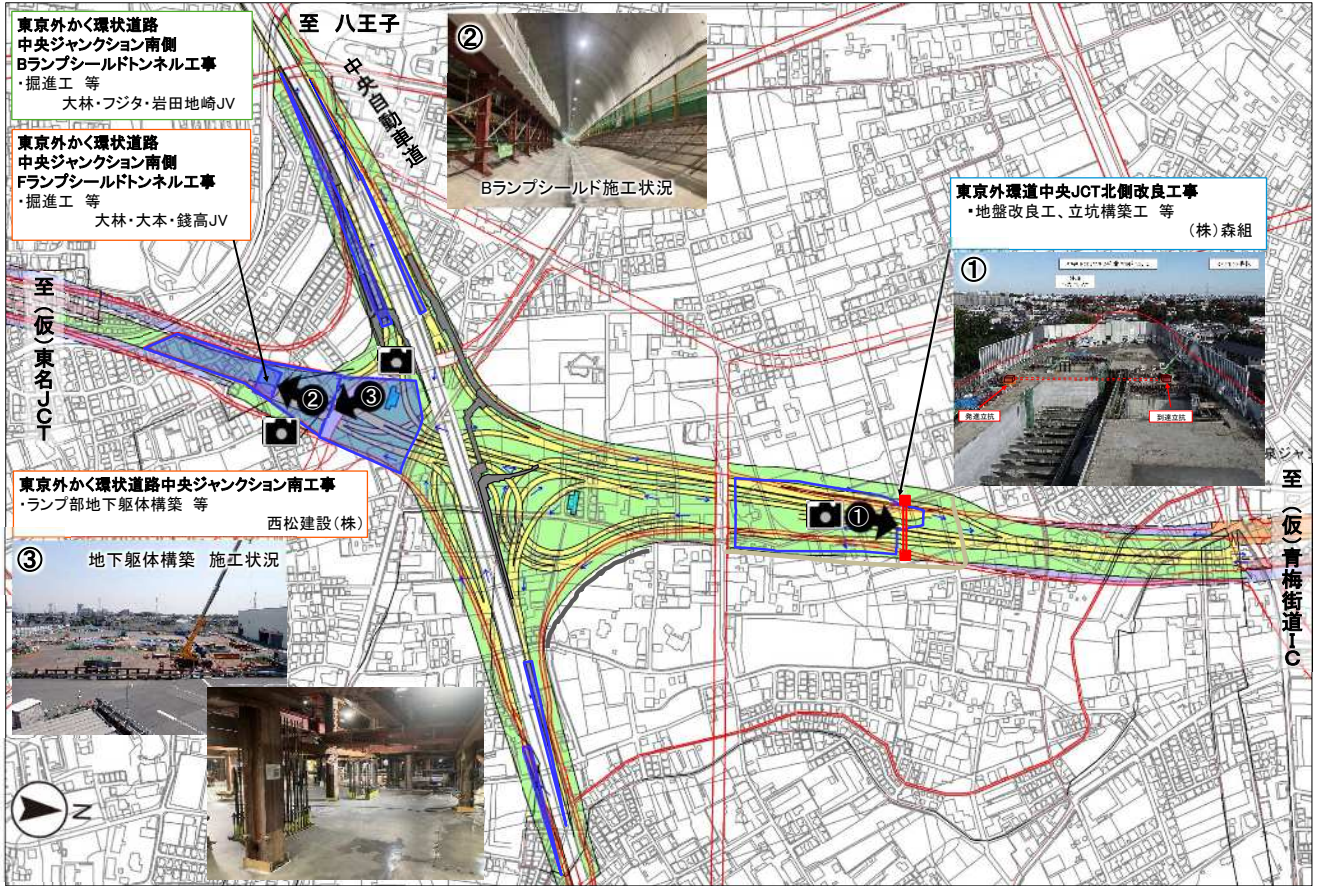 東京外かく環状道路
中央ジャンクション南側
Bランプシールドトンネル工事
・掘進工 等
大林・フジタ・岩田地崎JV
東京外かく環状道路
中央ジャンクション南側
Fランプシールドトンネル工事
・掘進工 等
大林・大本・錢高JV
至 八王子
中央自動車道
②
Bランプシールド施工状況
東京外環道中央JCT北側改良工事
・地盤改良工、立坑構築工 等
(株)森組
①
発進立坑
到達立坑
至(仮)東名JCT
②
③
①
泉ジャ
至(仮)青梅街道IC
東京外かく環状道路中央ジャンクション南工事
・ランプ部地下躯体構築 等
西松建設(株)
③
地下躯体構築 施工状況
N